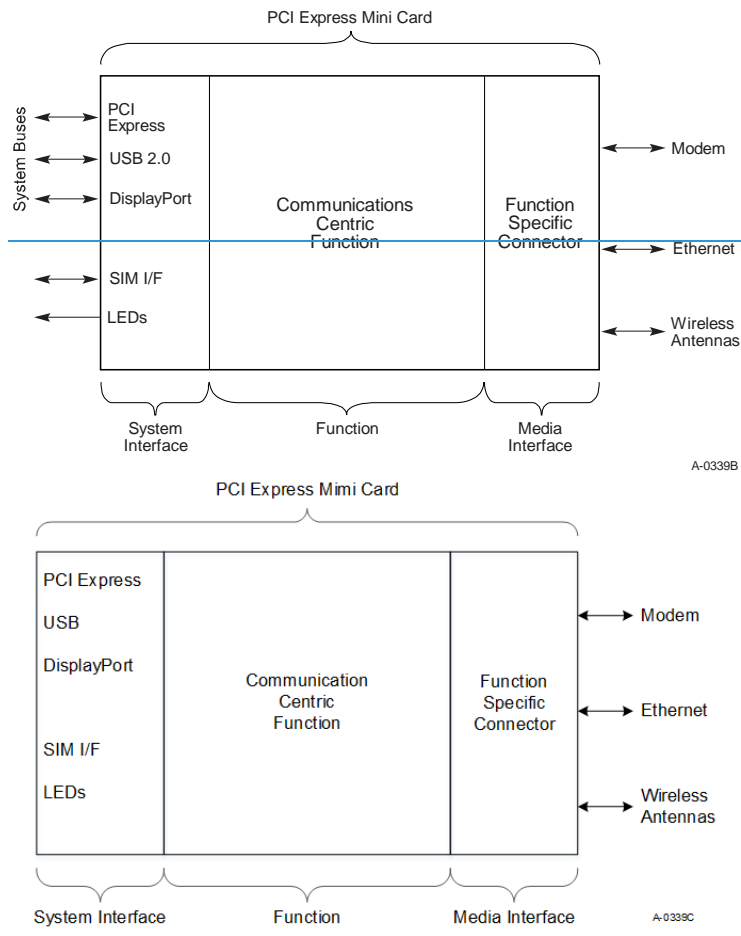 PCI Express Mini Card
System Buses
PCI
Express
USB 2.0
DisplayPort
SIM I/F
LEDs
Communications
Centric
Function
Function
Specific
Connector
Modem
Ethernet
Wireless
Antennas
System
Interface
Function
Media
Interface
A-0339B
PCI Express Mimi Card
PCI Express
USB
DisplayPort
SIM I/F
LEDs
Communication
Centric
Function
Function
Specific
Connector
Modem
Ethernet
Wireless
Antennas
System Interface
Function
Media Interface
A-0339C